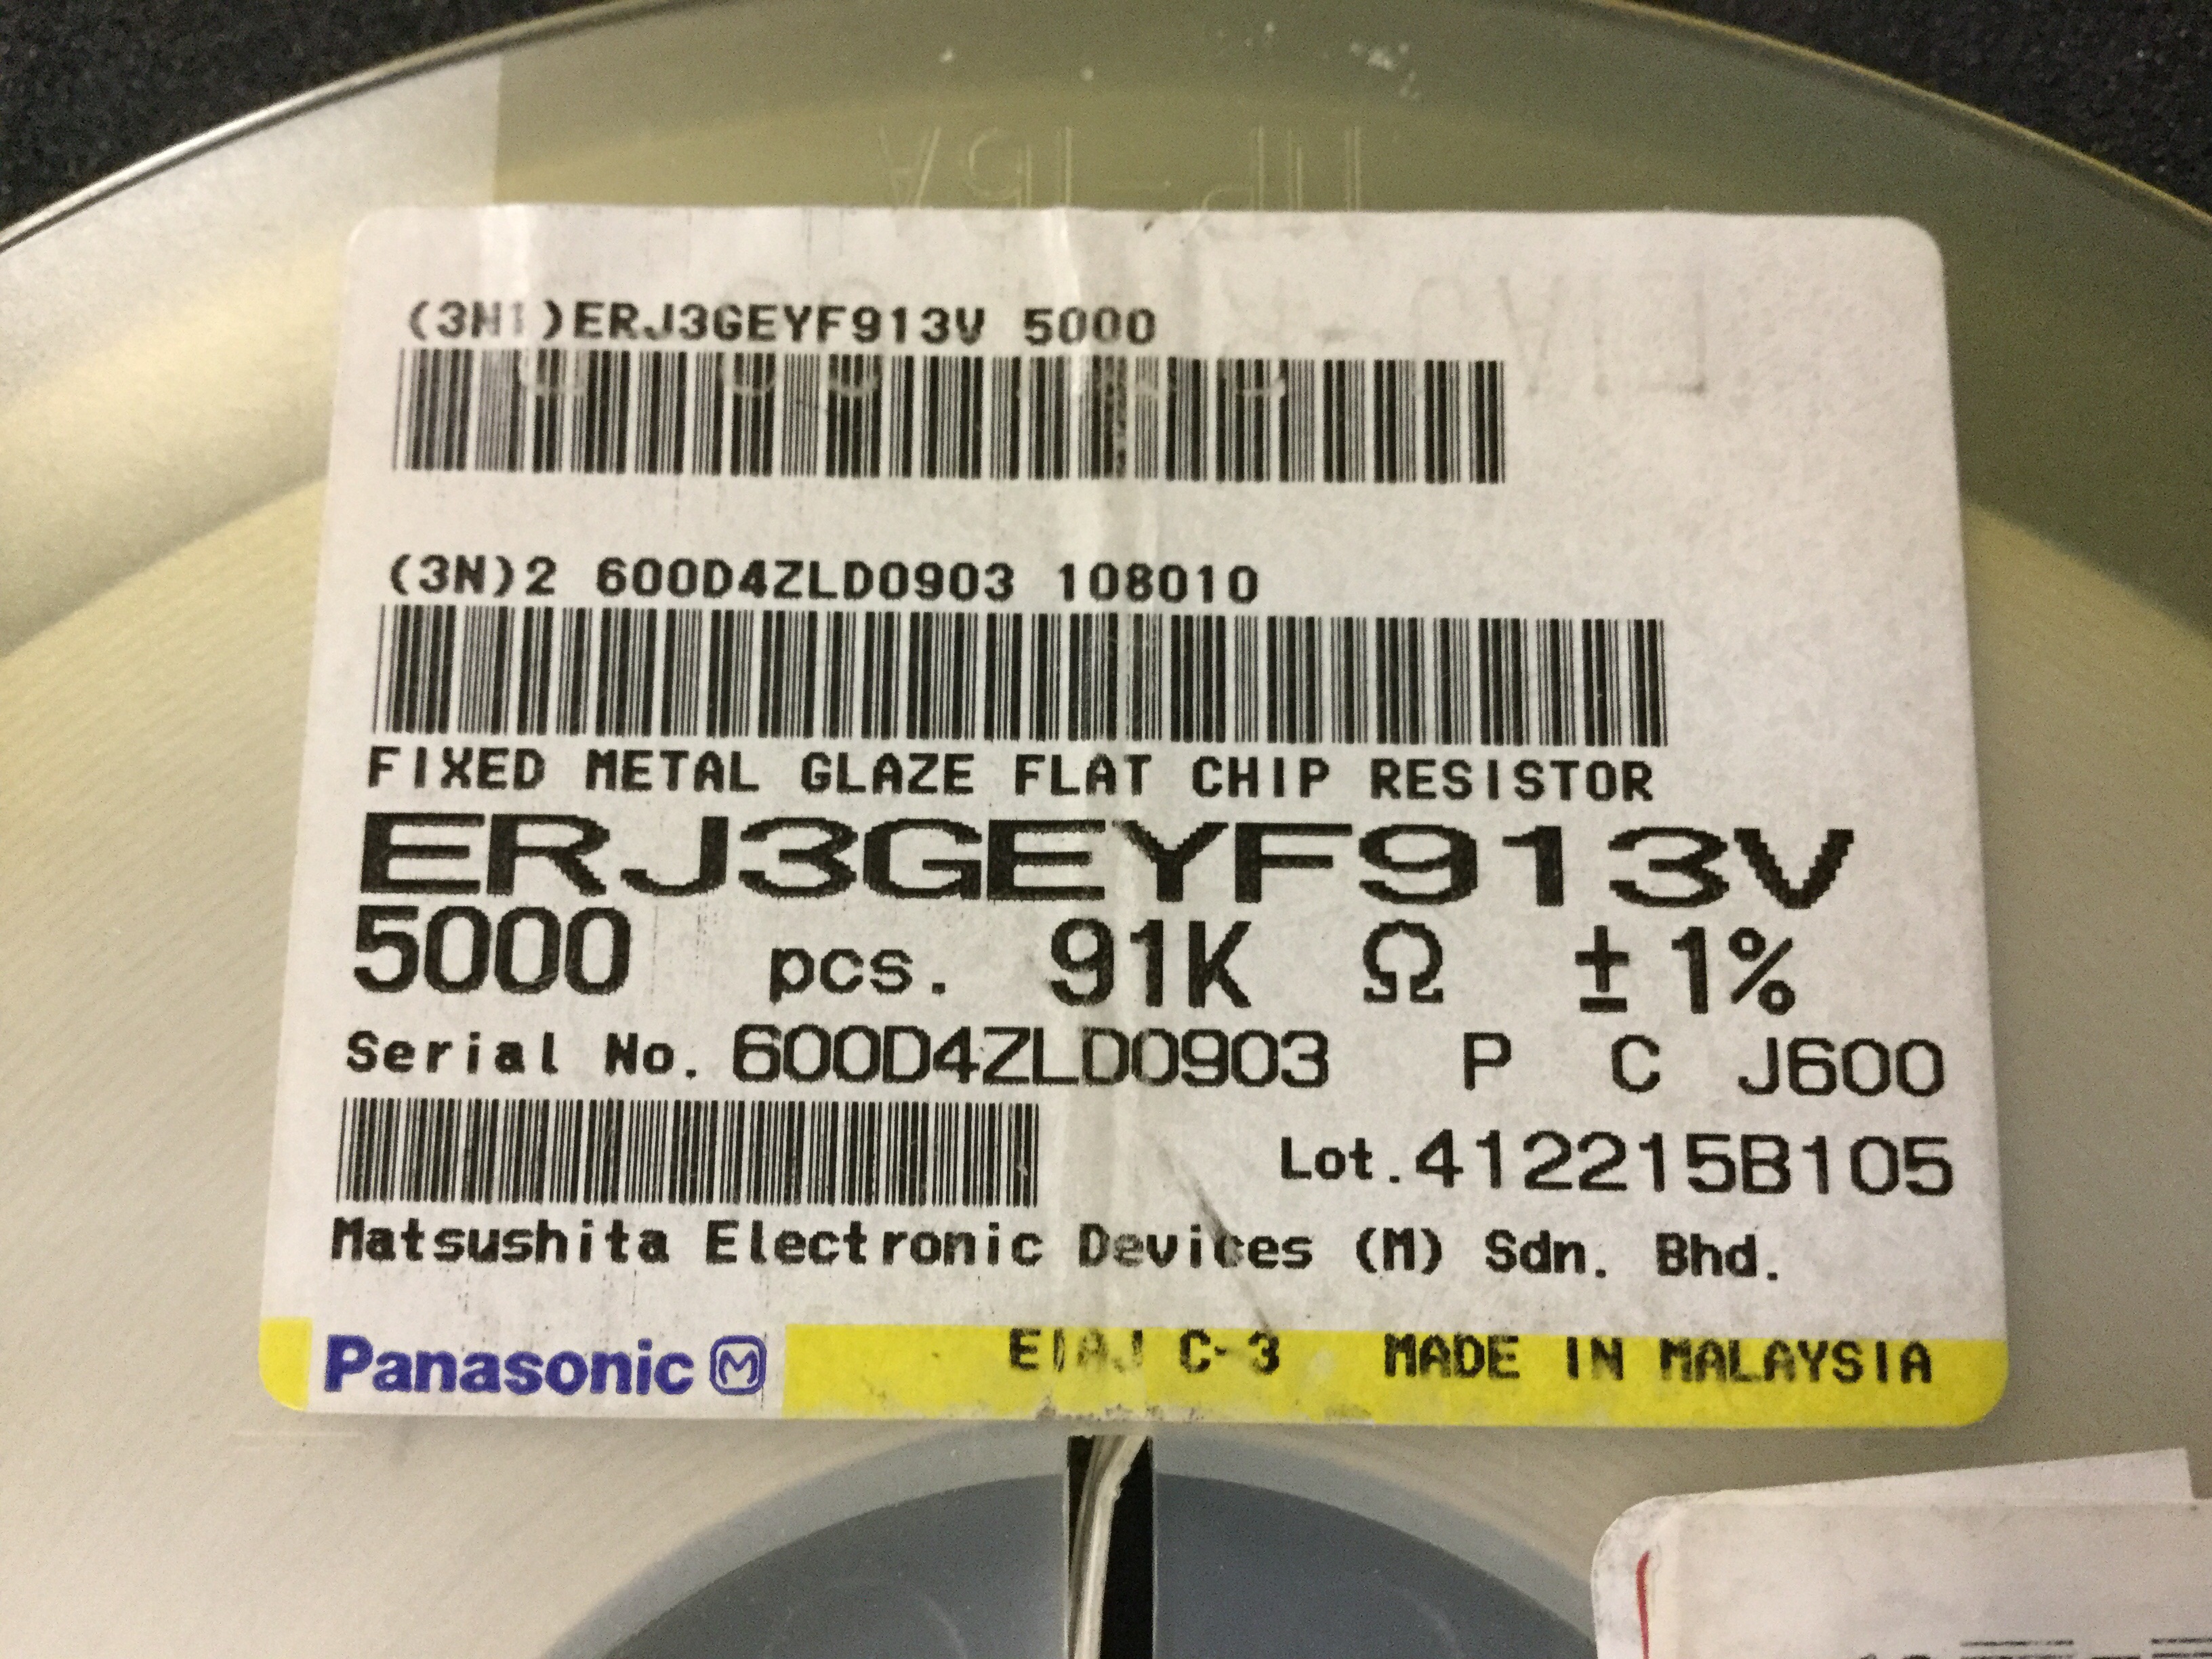 (3N1)ERJ3GEYF913V 5000
(3N)2 600D4ZLD0903 108010
FIXED METAL GLAZE FLAT CHIP RESISTOR
ERJ3GEYF913V
5000 pcs. 91K Ω ±1%
Serial No. 600D4ZLD0903 P C J600
Lot.412215B105
Matsushita Electronic Devices (M) Sdn. Bhd.
Panasonic M EIAJ C-3 MADE IN MALAYSIA